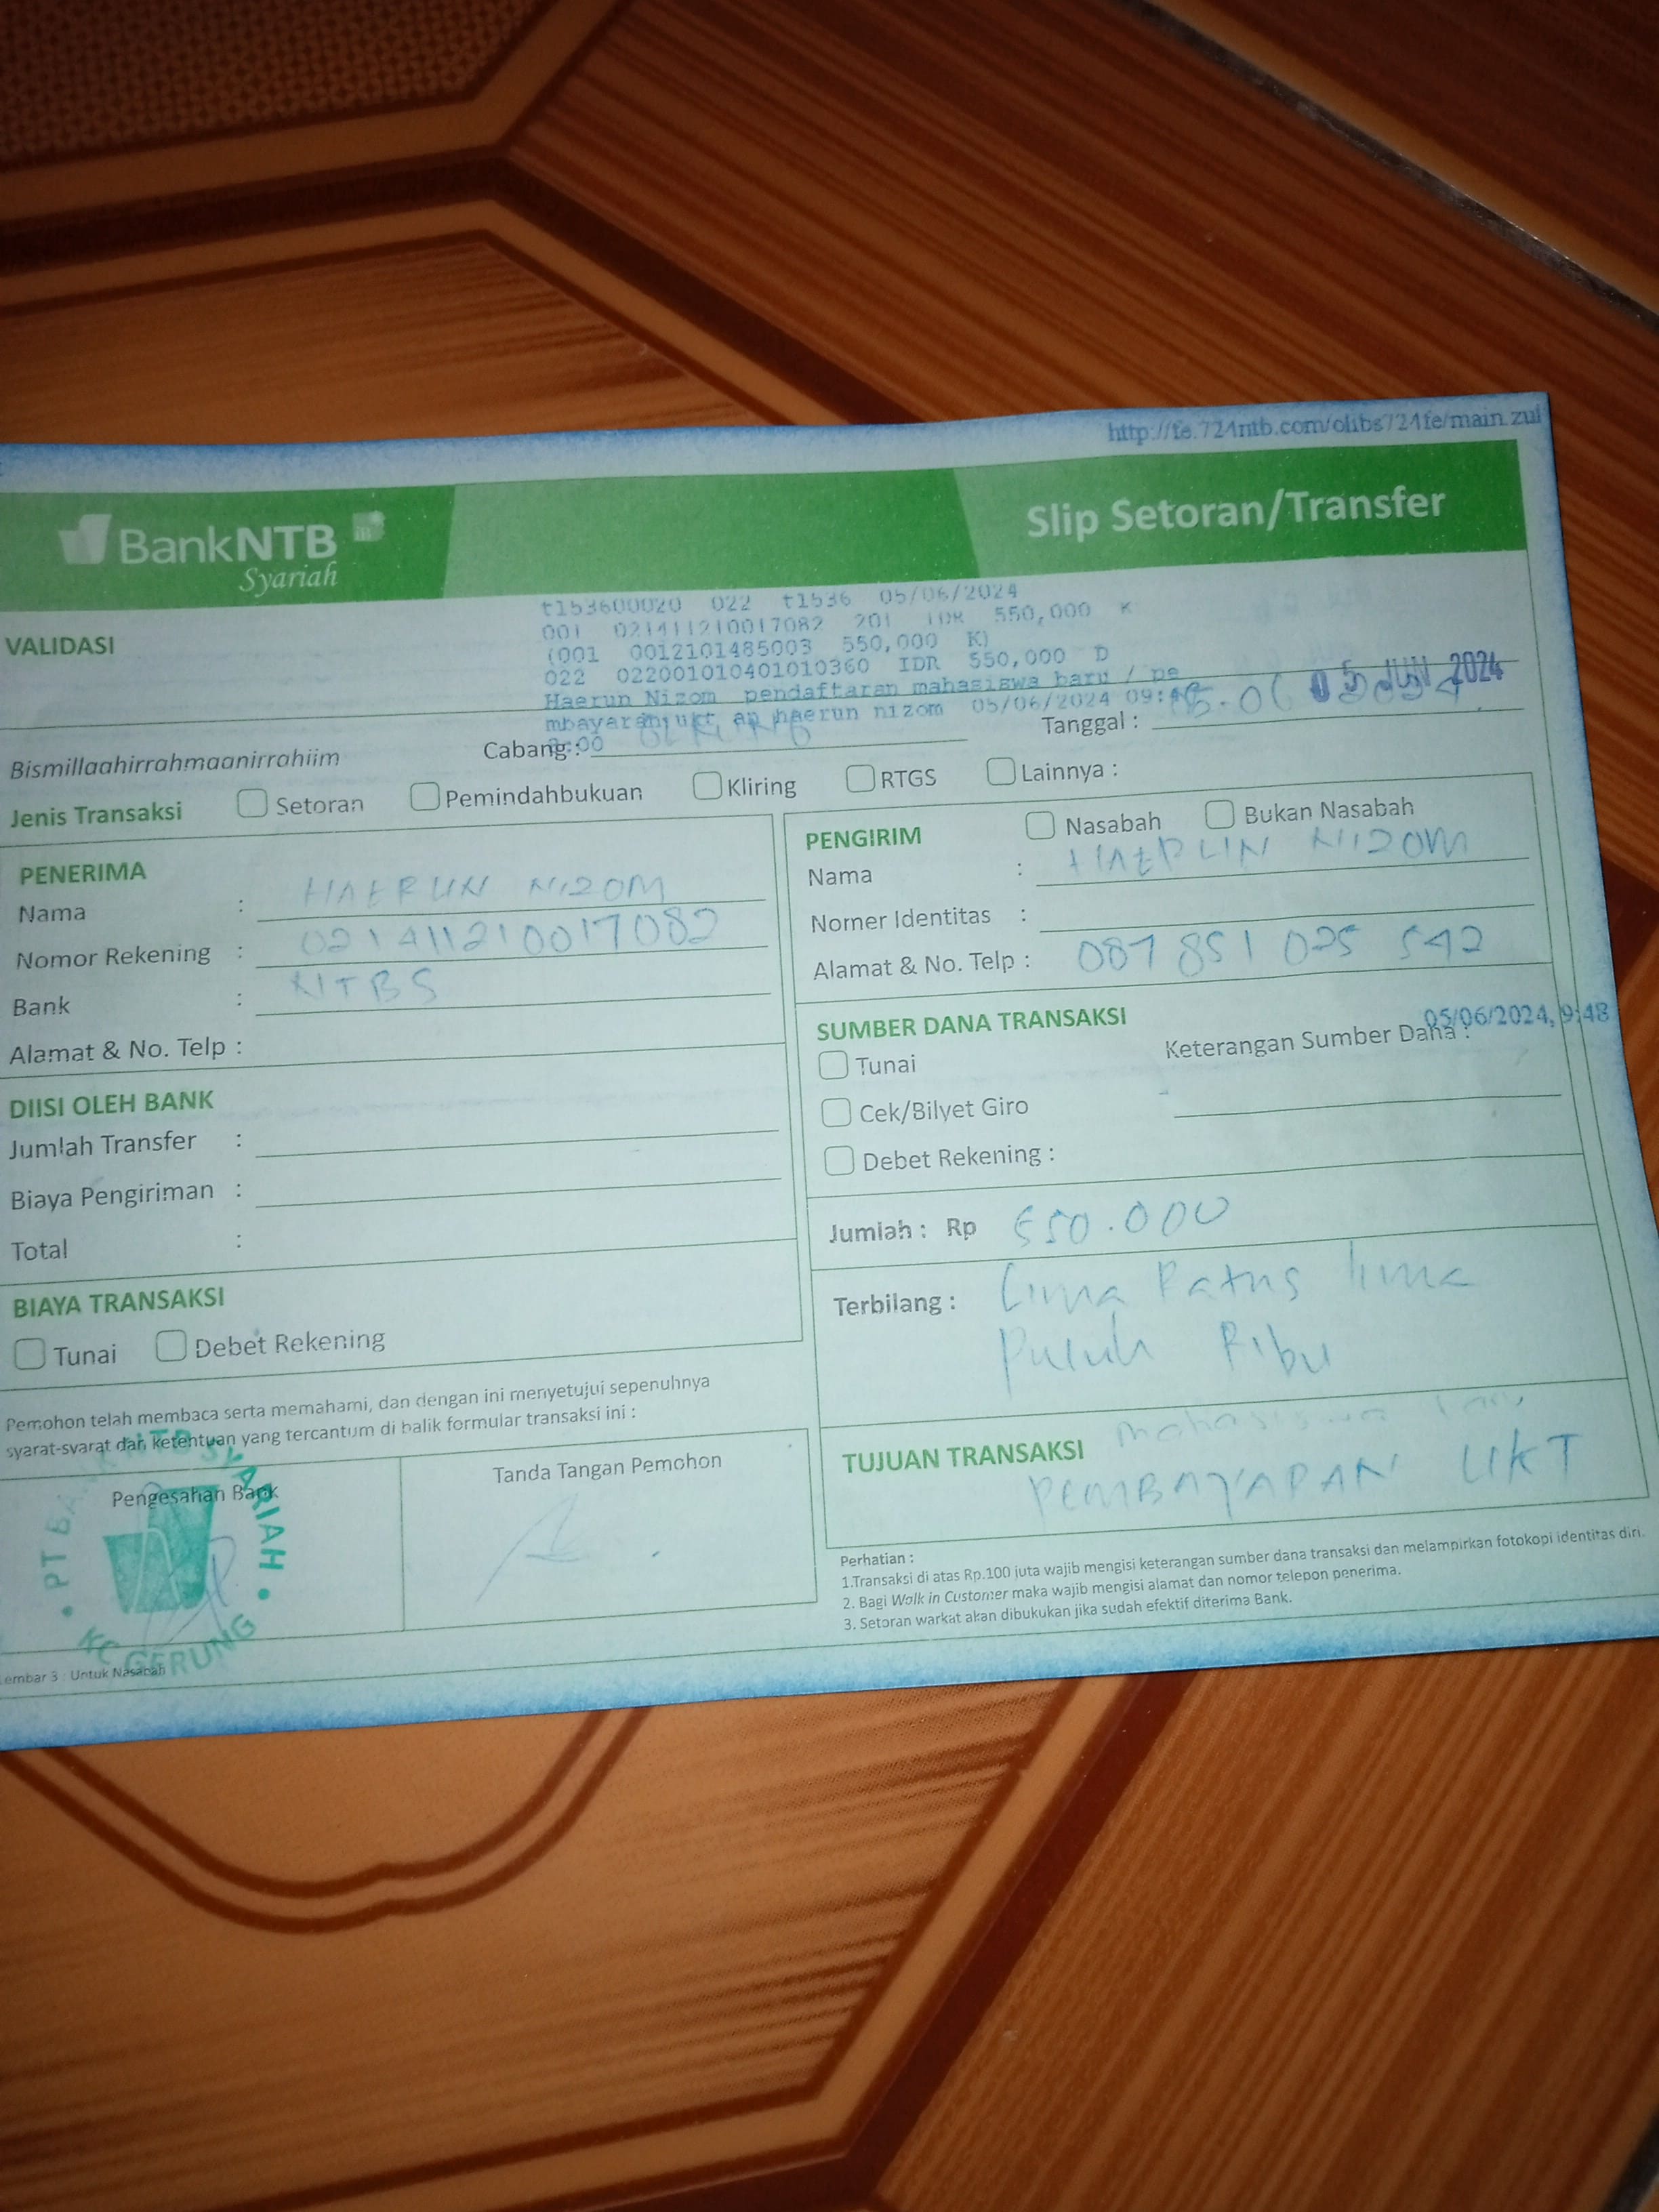 http://fe.724ntb.com/olibs724fe/main.zul
BankNTB
Syariah
Slip Setoran/Transfer
VALIDASI
t153600020 022 t1536 05/06/2024
001 021411210017082 201 IDR 550,000 K
(001 0012101485003 550,000 K)
022 022001010401010360 IDR 550,000 D
Haerun Nizom pendaftaran mahasiswa baru / pe
mbayaran ukt an haerun nizom 05/06/2024 09:4
8:00
05 JUN 2024
Bismillaahirrahmaanirrahiim
Cabang :
Tanggal :
Jenis Transaksi Setoran Pemindahbukuan Kliring RTGS Lainnya :
PENERIMA
Nama : HAERUN NIZOM
Nomor Rekening : 021411210017082
Bank : NTBS
Alamat & No. Telp :
DIISI OLEH BANK
Jumlah Transfer :
Biaya Pengiriman :
Total :
BIAYA TRANSAKSI
Tunai Debet Rekening
Pemohon telah membaca serta memahami, dan dengan ini menyetujui sepenuhnya
syarat-syarat dan ketentuan yang tercantum di balik formular transaksi ini :
Pengesahan Bank
Tanda Tangan Pemohon
PT BANK NTB SYARIAH
KC GERUNG
Lembar 3 : Untuk Nasabah
PENGIRIM Nasabah Bukan Nasabah
Nama : HAERUN NIZOM
Nomer Identitas :
Alamat & No. Telp : 087 851 025 542
SUMBER DANA TRANSAKSI
05/06/2024, 9:48
Tunai
Keterangan Sumber Dana :
Cek/Bilyet Giro
Debet Rekening :
Jumlah : Rp 550.000
Terbilang : Lima Ratus lima
Puluh Ribu
mahasiswa
TUJUAN TRANSAKSI
PEMBAYARAN UKT
Perhatian :
1.Transaksi di atas Rp.100 juta wajib mengisi keterangan sumber dana transaksi dan melampirkan fotokopi identitas diri.
2. Bagi Walk in Customer maka wajib mengisi alamat dan nomor telepon penerima.
3. Setoran warkat akan dibukukan jika sudah efektif diterima Bank.